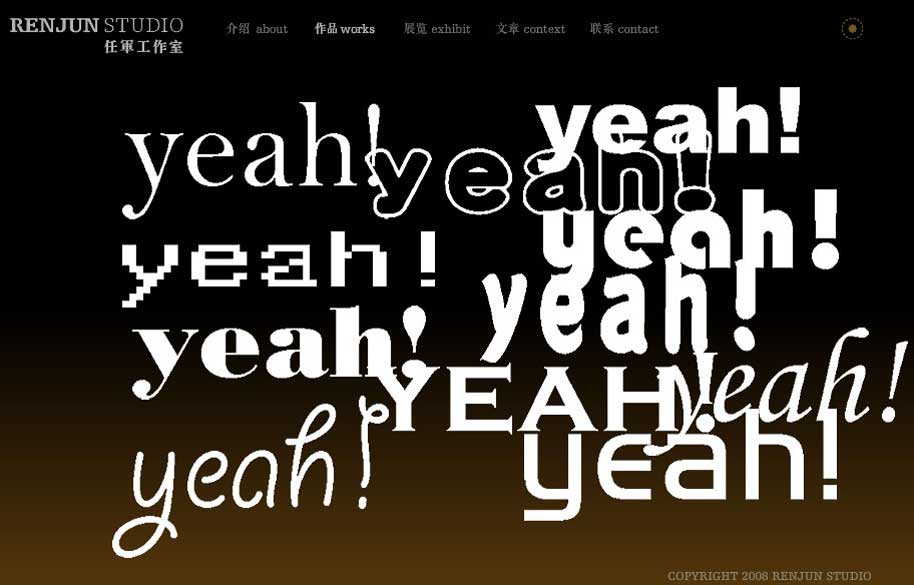 RENJUN STUDIO
任軍工作室
介绍 about
作品 works
展览 exhibit
文章 context
联系 contact
yeah!
yeah!
yeah!
yeah!
yeah!
yeah!
yeah!
YEAH!
yeah!
yeah!
yeah!
COPYRIGHT 2008 RENJUN STUDIO